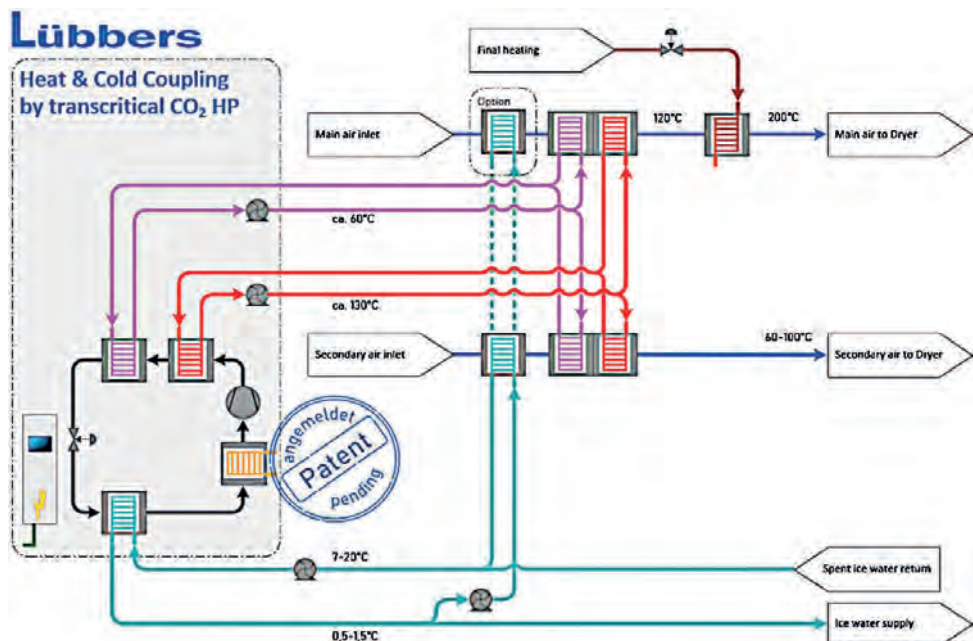 Lübbers
Heat & Cold Coupling
by transcritical CO₂ HP
Final heating
Option
Main air inlet
120°C
200°C
Main air to Dryer
ca. 60°C
ca. 130°C
Secondary air inlet
60-100°C
Secondary air to Dryer
angemeldet
Patent
pending
7-20°C
Spent ice water return
0,5-1,5°C
Ice water supply